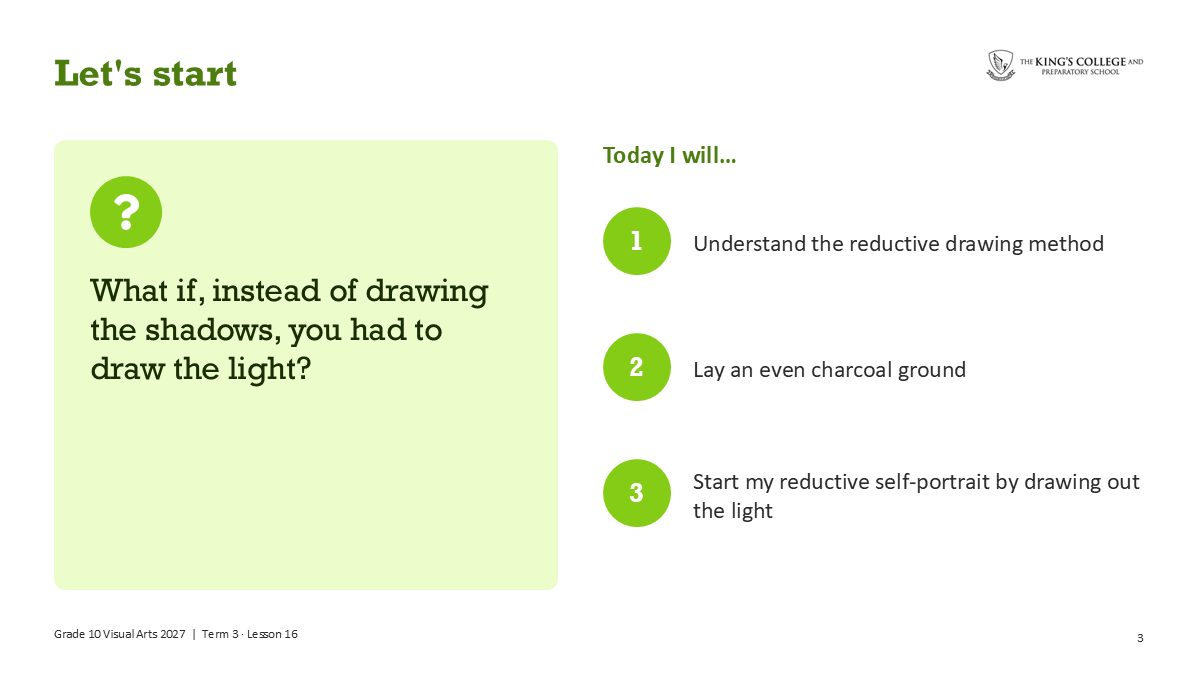 Let's start
THE KING'S COLLEGE AND
PREPARATORY SCHOOL
?
What if, instead of drawing
the shadows, you had to
draw the light?
Today I will…
1
Understand the reductive drawing method
2
Lay an even charcoal ground
3
Start my reductive self-portrait by drawing out
the light
Grade 10 Visual Arts 2027 | Term 3 · Lesson 16
3